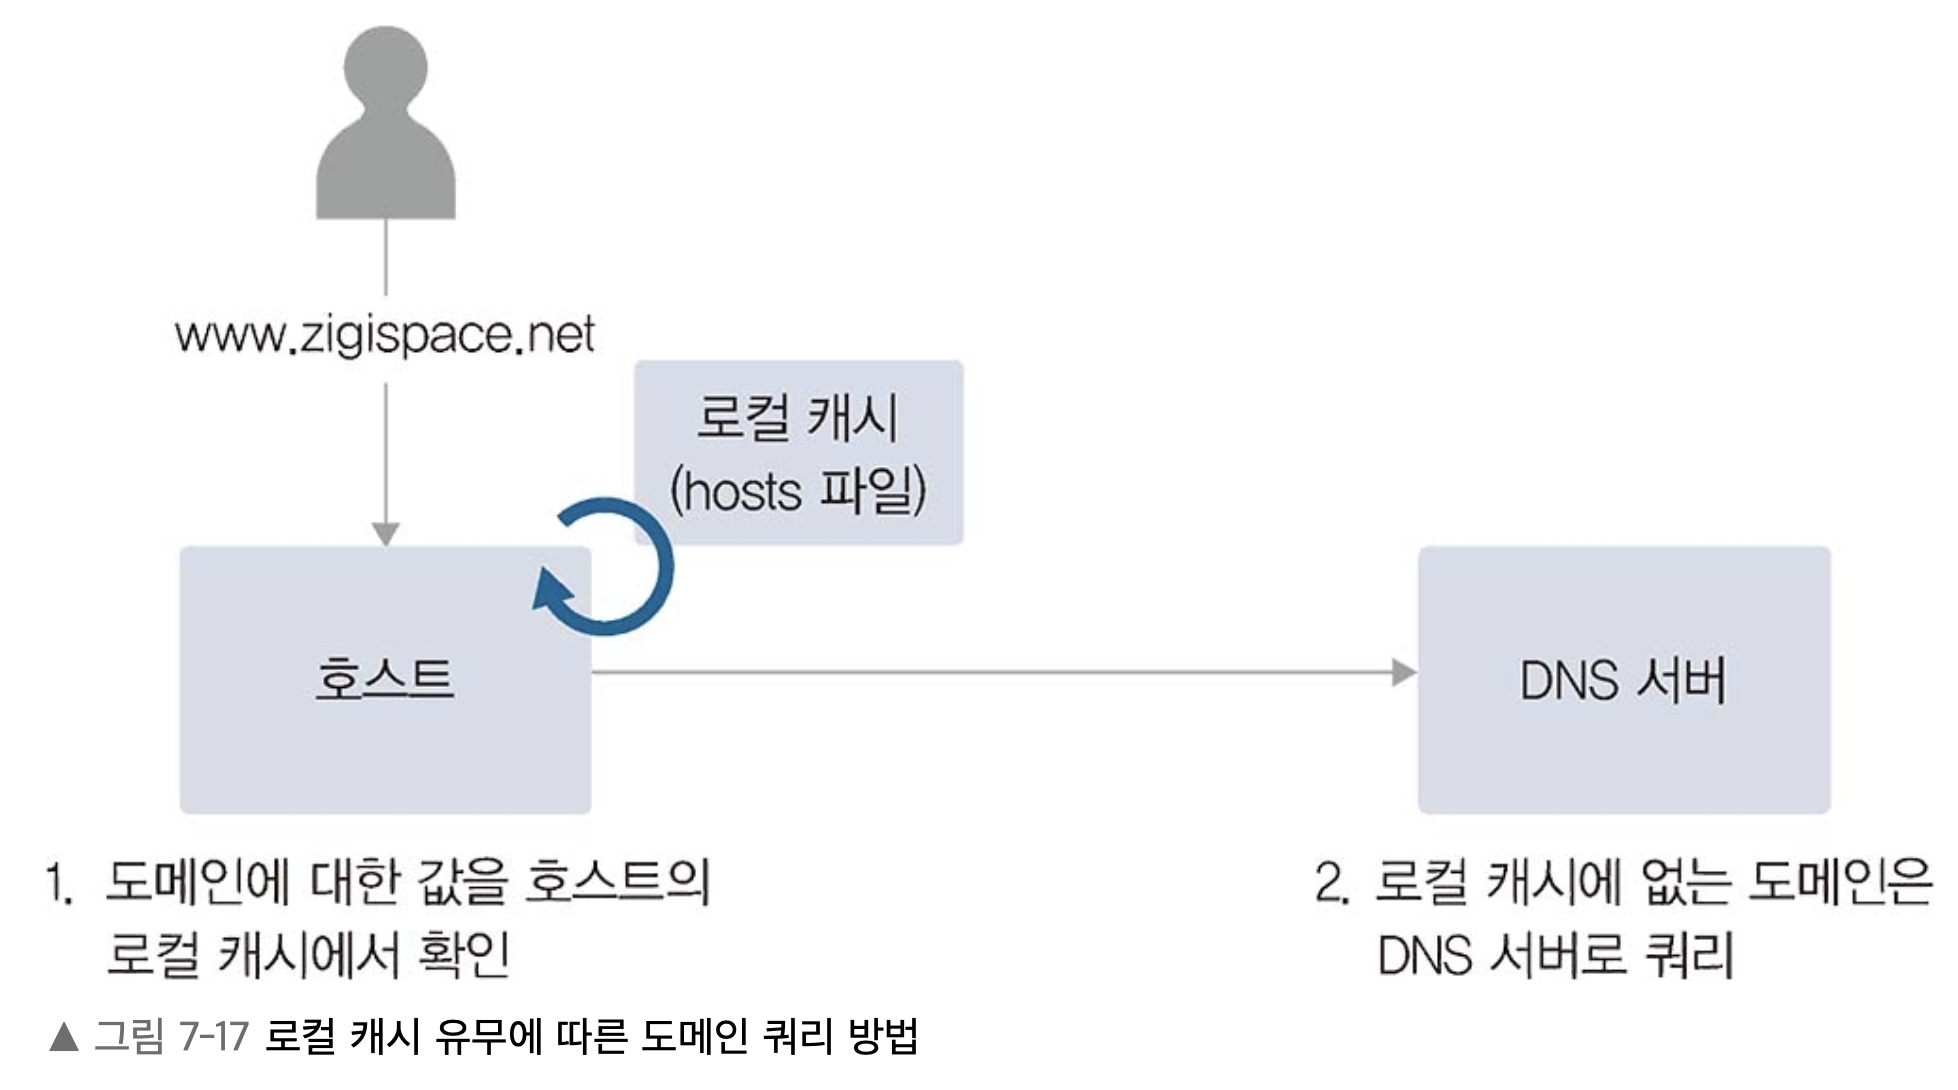 www.zigispace.net
로컬 캐시
(hosts 파일)
호스트
DNS 서버
1. 도메인에 대한 값을 호스트의
로컬 캐시에서 확인
2. 로컬 캐시에 없는 도메인은
DNS 서버로 쿼리
▲ 그림 7-17 로컬 캐시 유무에 따른 도메인 쿼리 방법